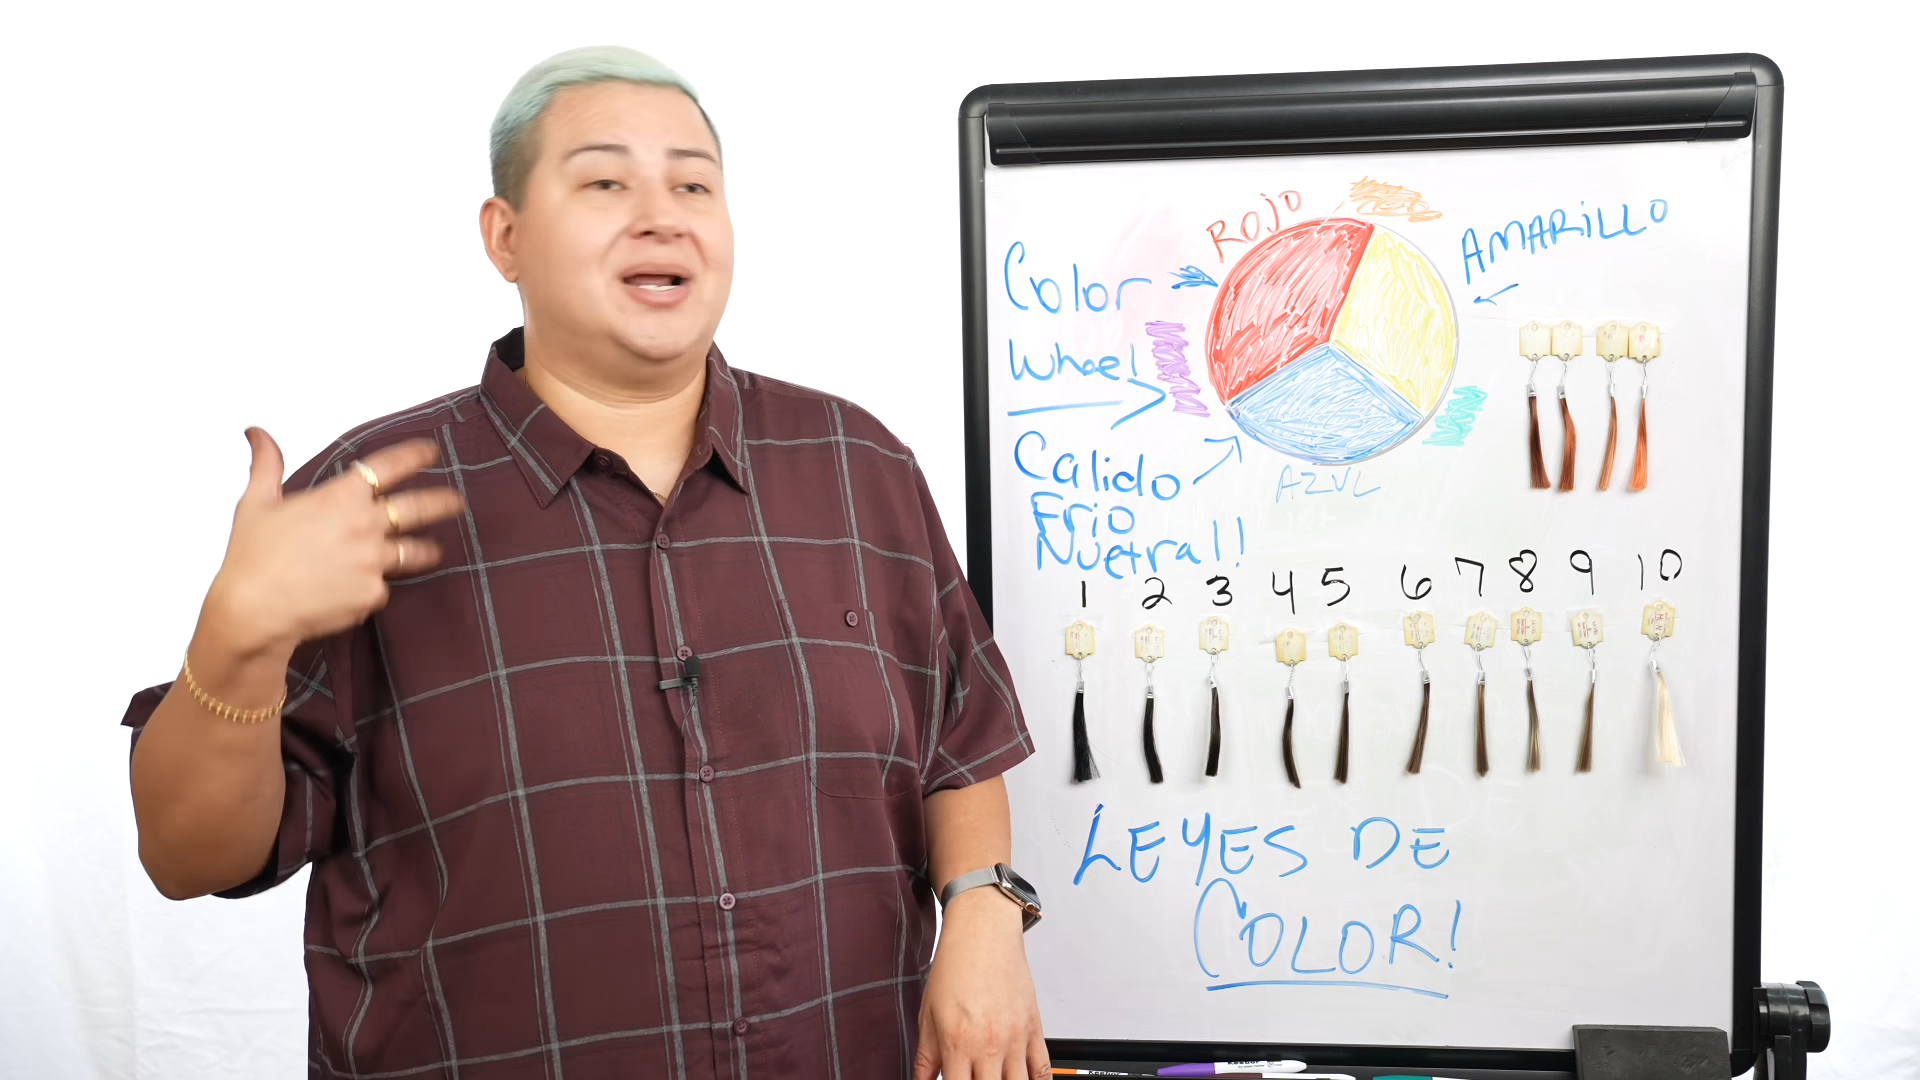 ROJO
AMARILLO
Color
Wheel
Calido
Frio
Nuetral!!
AZUL
1 2 3 4 5 6 7 8 9 10
LEYES DE
COLOR!